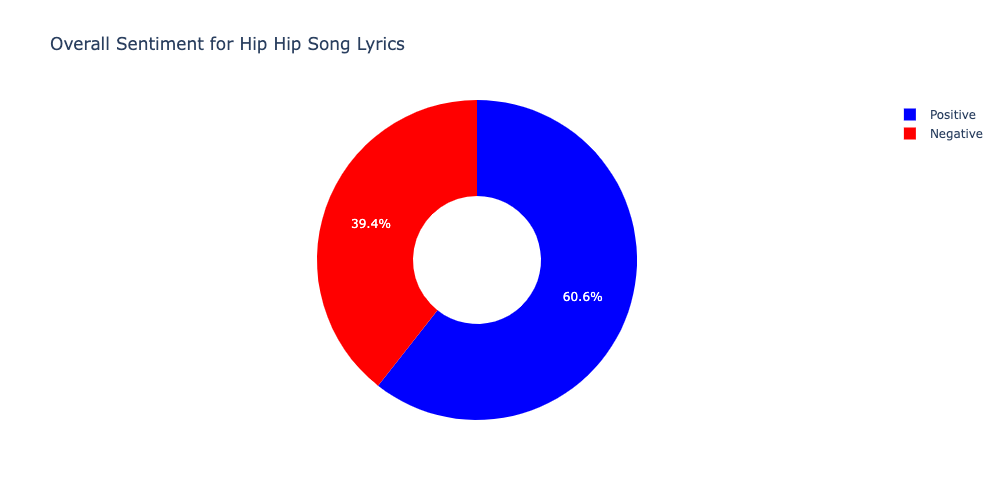 Overall Sentiment for Hip Hip Song Lyrics
Positive
Negative
39.4%
60.6%